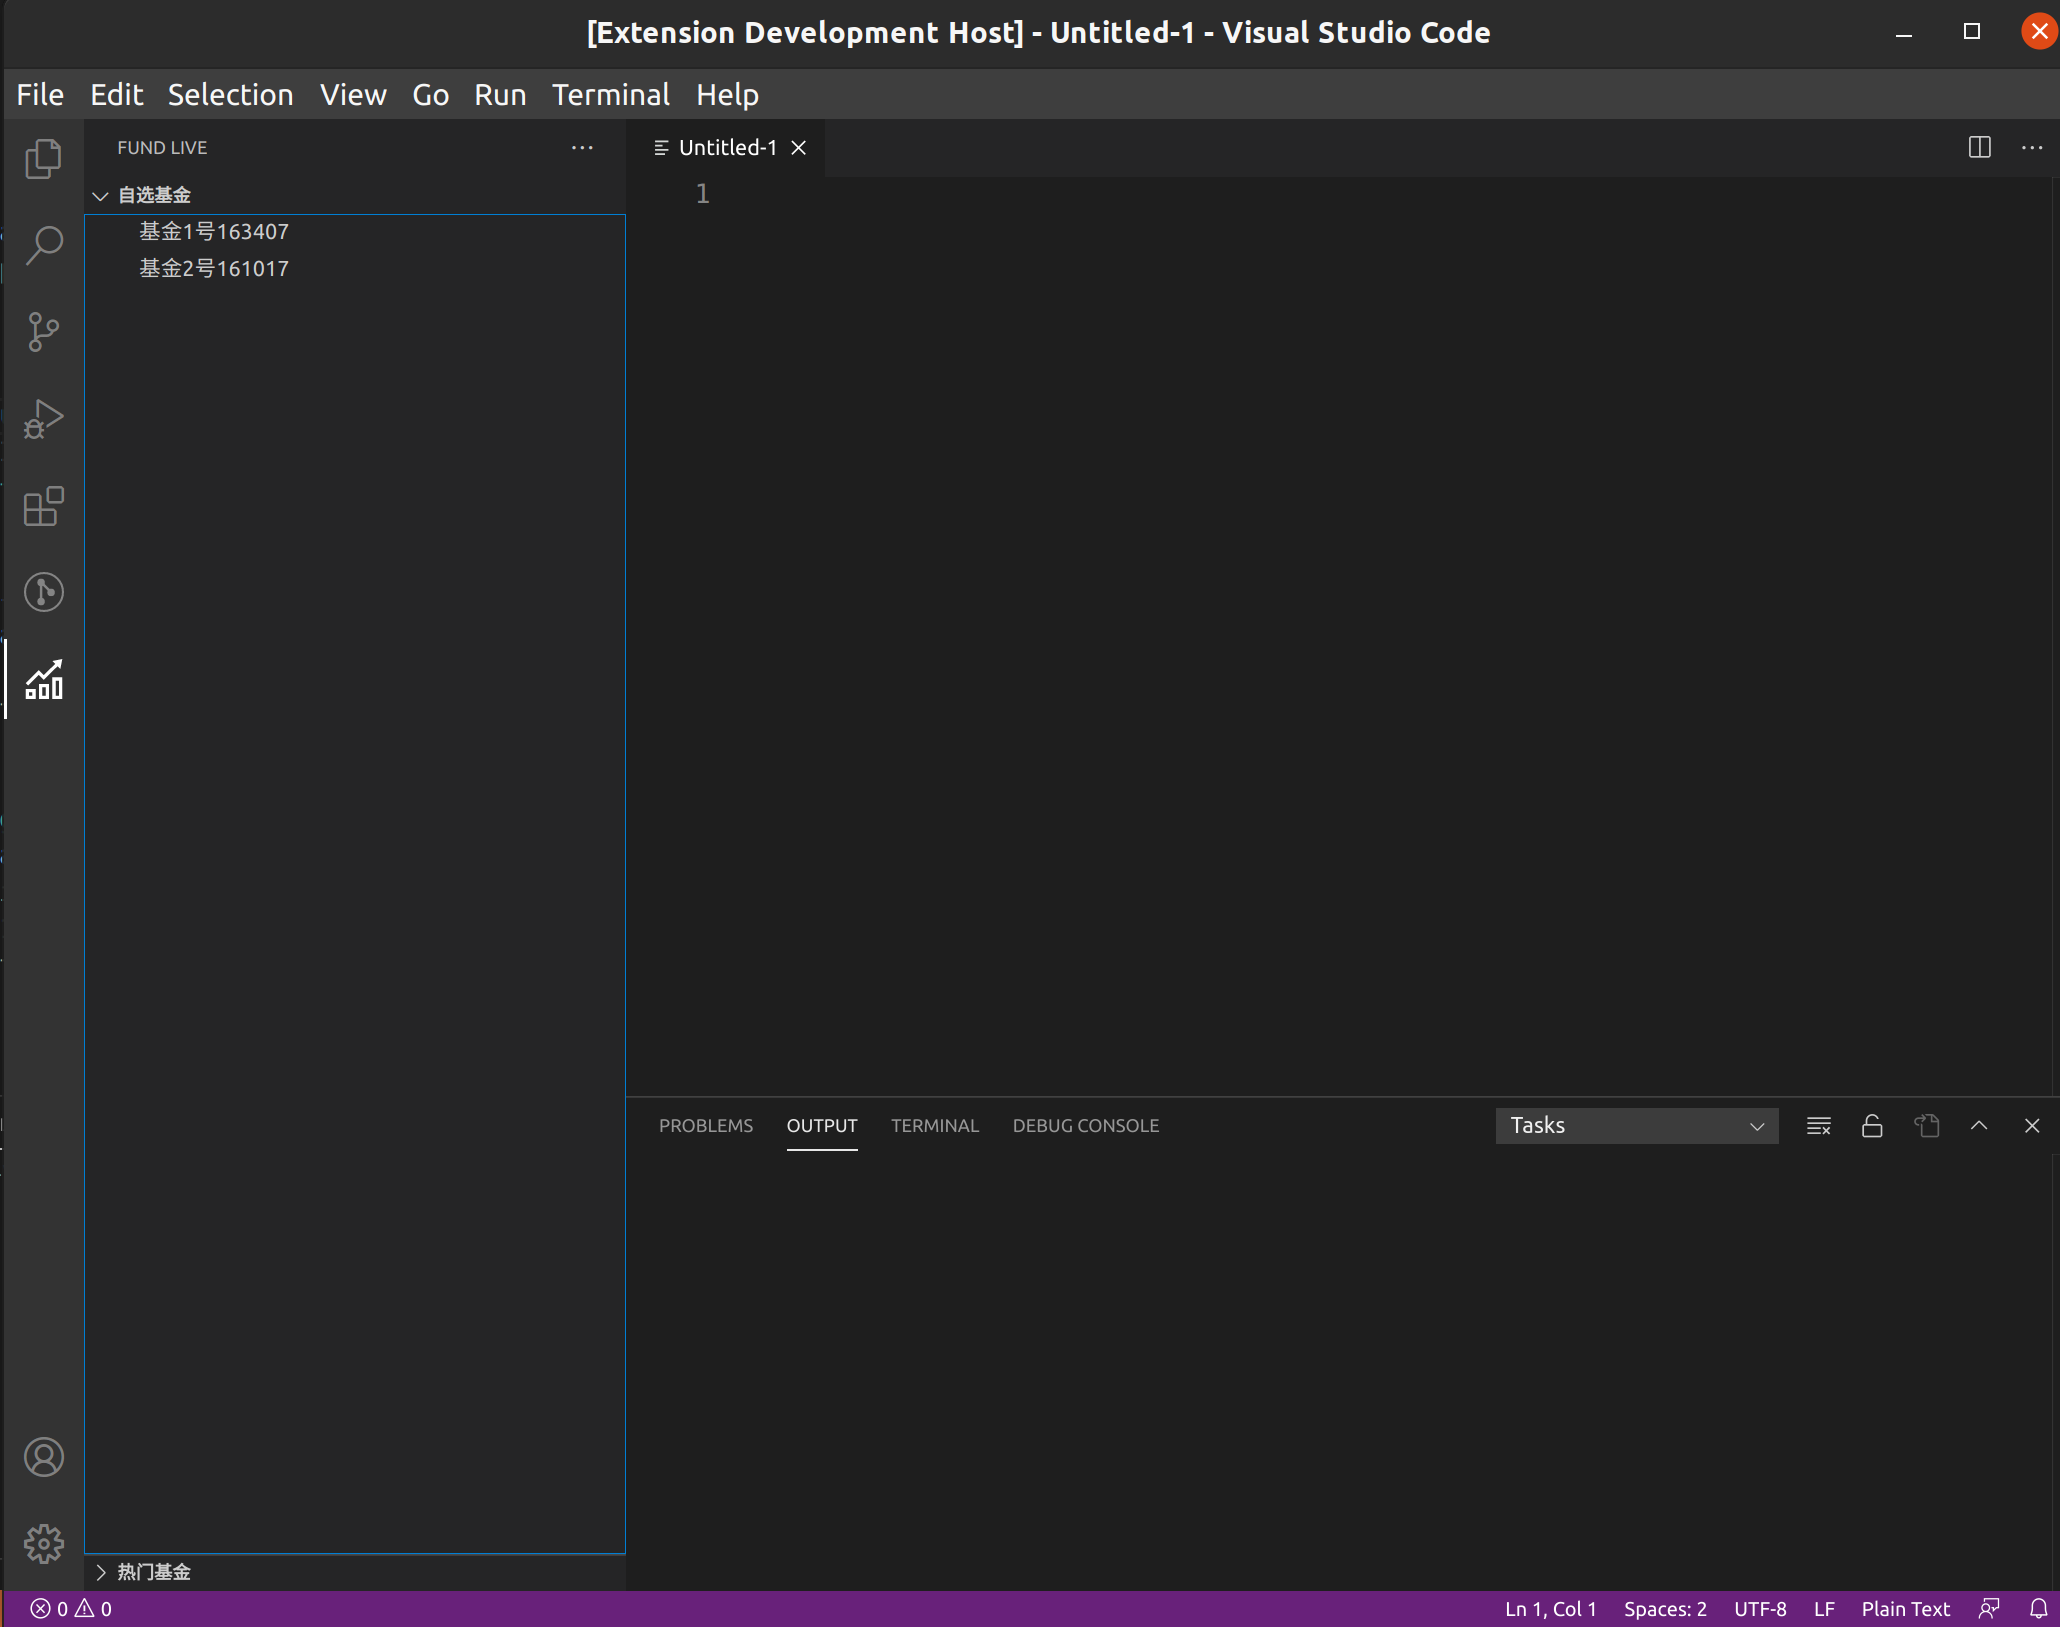 [Extension Development Host] - Untitled-1 - Visual Studio Code
File Edit Selection View Go Run Terminal Help
FUND LIVE
自选基金
基金1号163407
基金2号161017
热门基金
Untitled-1
1
PROBLEMS OUTPUT TERMINAL DEBUG CONSOLE Tasks
0 0 Ln 1, Col 1 Spaces: 2 UTF-8 LF Plain Text